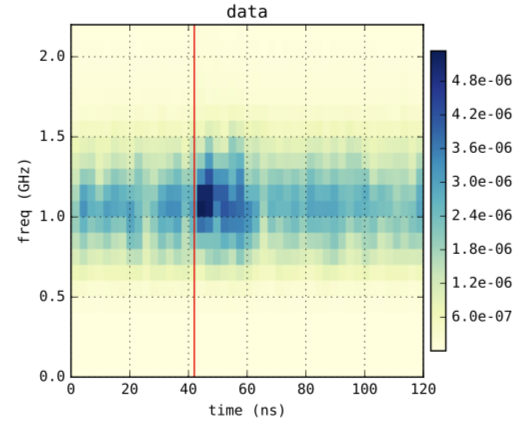 data
2.0
1.5
1.0
0.5
0.0
freq (GHz)
0 20 40 60 80 100 120
time (ns)
4.8e-06
4.2e-06
3.6e-06
3.0e-06
2.4e-06
1.8e-06
1.2e-06
6.0e-07